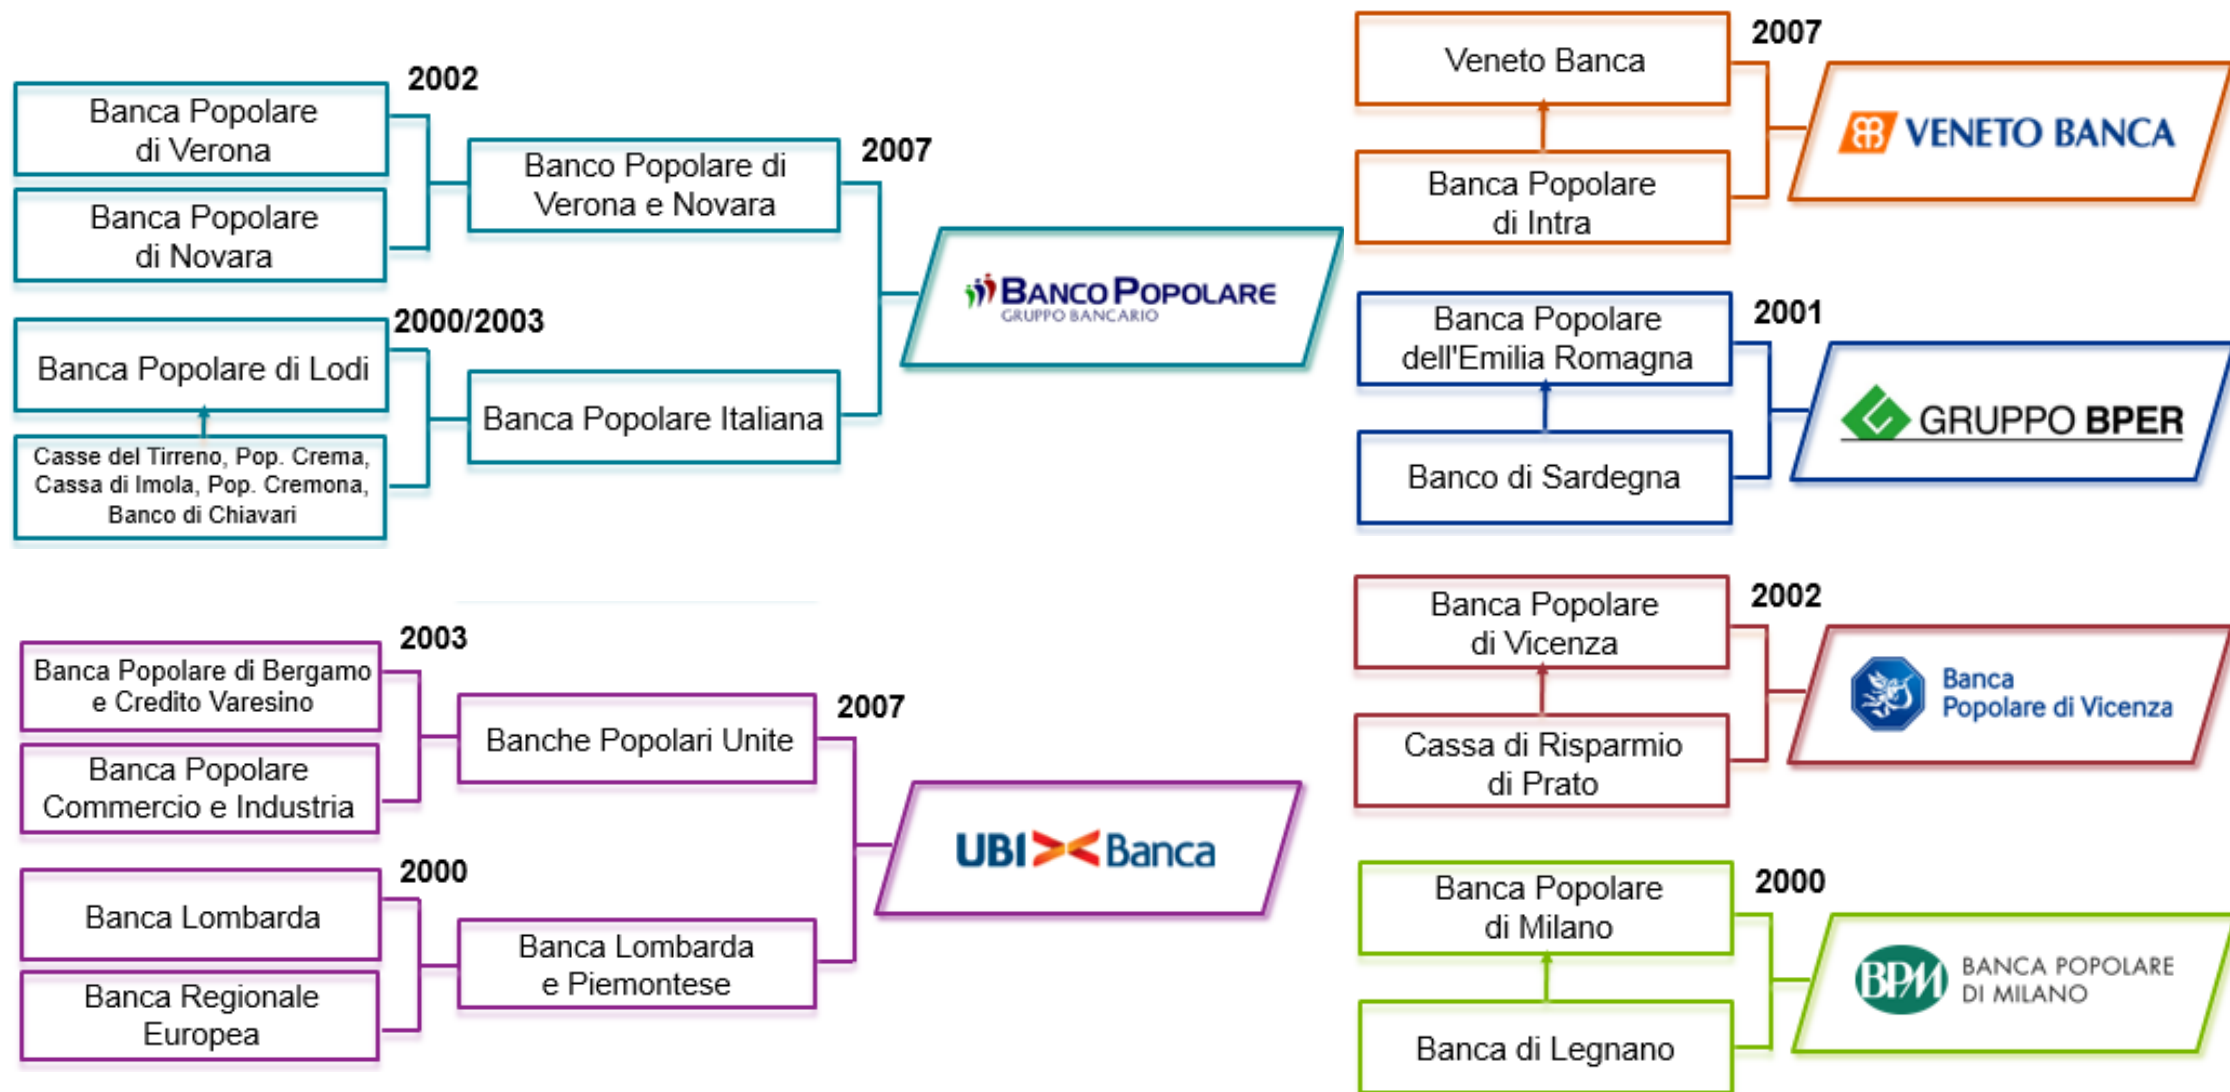 2002
Banca Popolare
di Verona
Banca Popolare
di Novara
Banco Popolare di
Verona e Novara
2007
2000/2003
Banca Popolare di Lodi
Casse del Tirreno, Pop. Crema,
Cassa di Imola, Pop. Cremona,
Banco di Chiavari
Banca Popolare Italiana
BANCO POPOLARE
GRUPPO BANCARIO
2003
Banca Popolare di Bergamo
e Credito Varesino
Banca Popolare
Commercio e Industria
Banche Popolari Unite
2007
2000
Banca Lombarda
Banca Regionale
Europea
Banca Lombarda
e Piemontese
UBI Banca
Veneto Banca
2007
Banca Popolare
di Intra
VENETO BANCA
Banca Popolare
dell'Emilia Romagna
2001
Banco di Sardegna
GRUPPO BPER
Banca Popolare
di Vicenza
2002
Cassa di Risparmio
di Prato
Banca
Popolare di Vicenza
Banca Popolare
di Milano
2000
Banca di Legnano
BPM
BANCA POPOLARE
DI MILANO